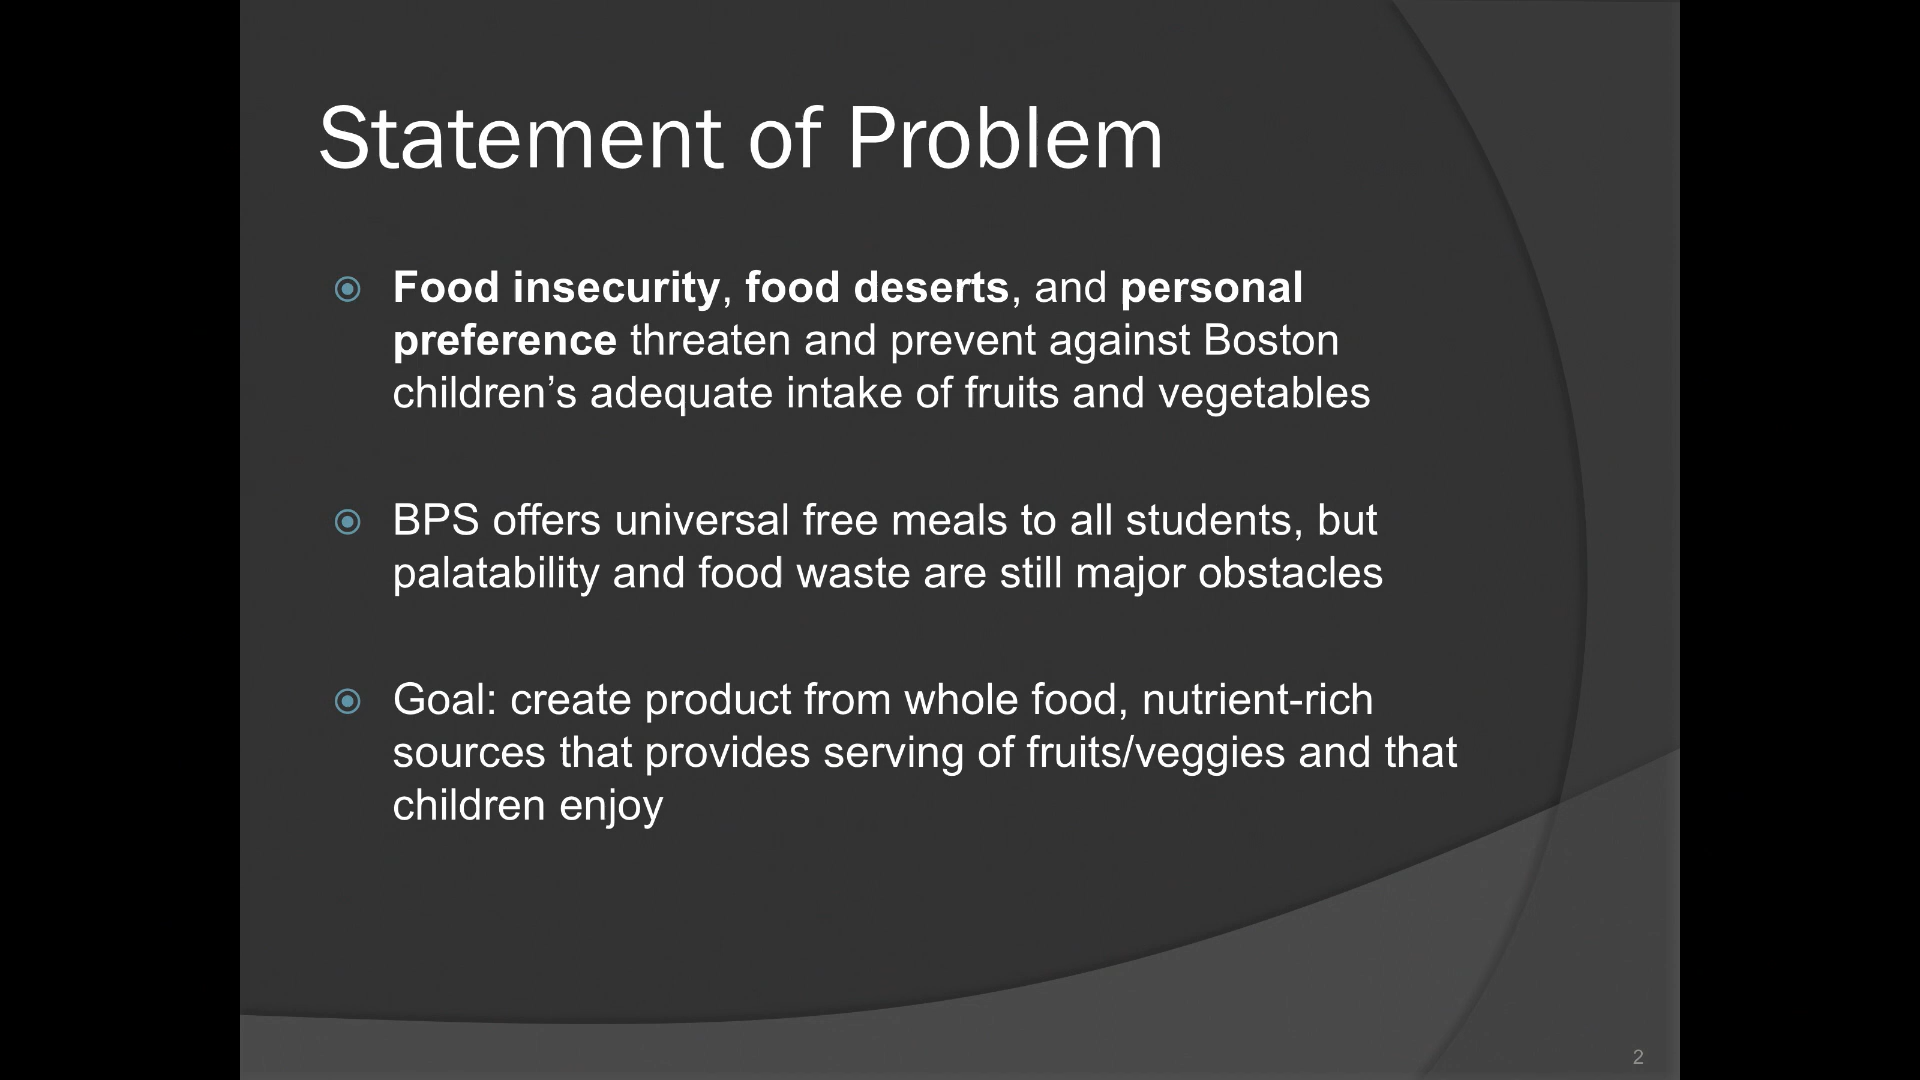 Statement of Problem
Food insecurity, food deserts, and personal
preference threaten and prevent against Boston
children’s adequate intake of fruits and vegetables
BPS offers universal free meals to all students, but
palatability and food waste are still major obstacles
Goal: create product from whole food, nutrient-rich
sources that provides serving of fruits/veggies and that
children enjoy
2